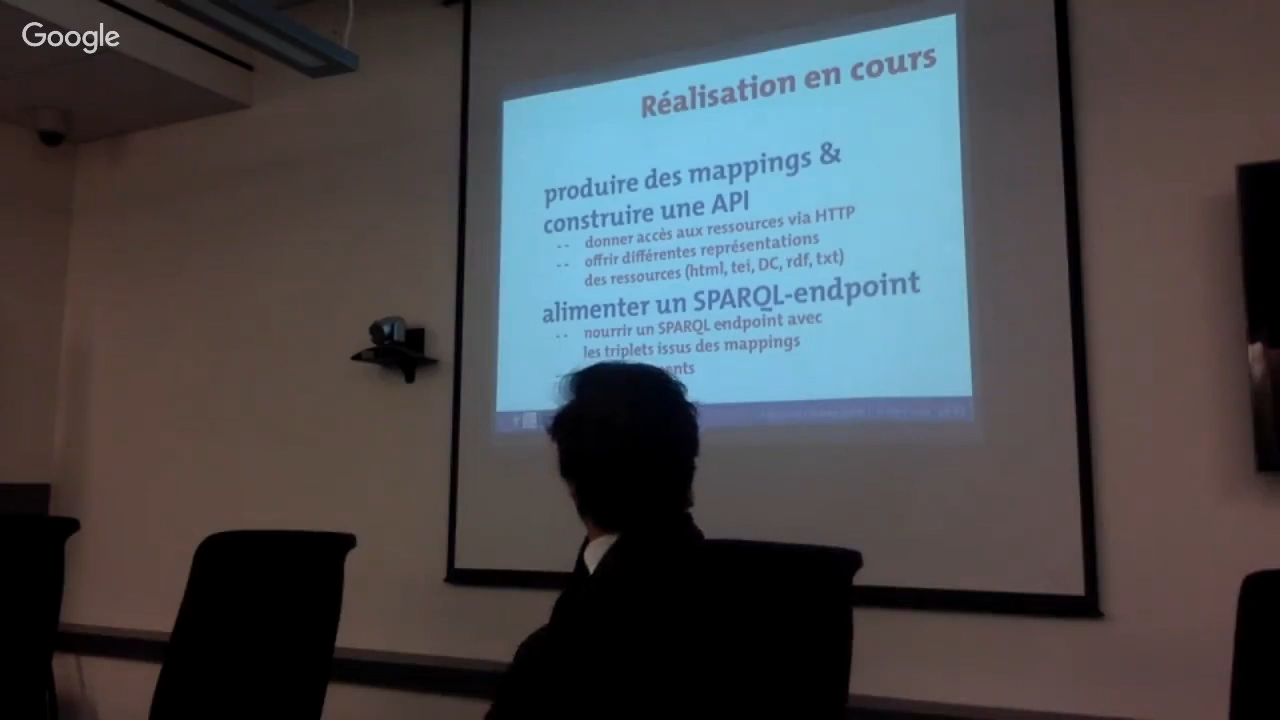 Google
Réalisation en cours
produire des mappings &
construire une API
-- donner accès aux ressources via HTTP
-- offrir différentes représentations
des ressources (html, tei, DC, rdf, txt)
alimenter un SPARQL-endpoint
-- nourrir un SPARQL endpoint avec
les triplets issus des mappings